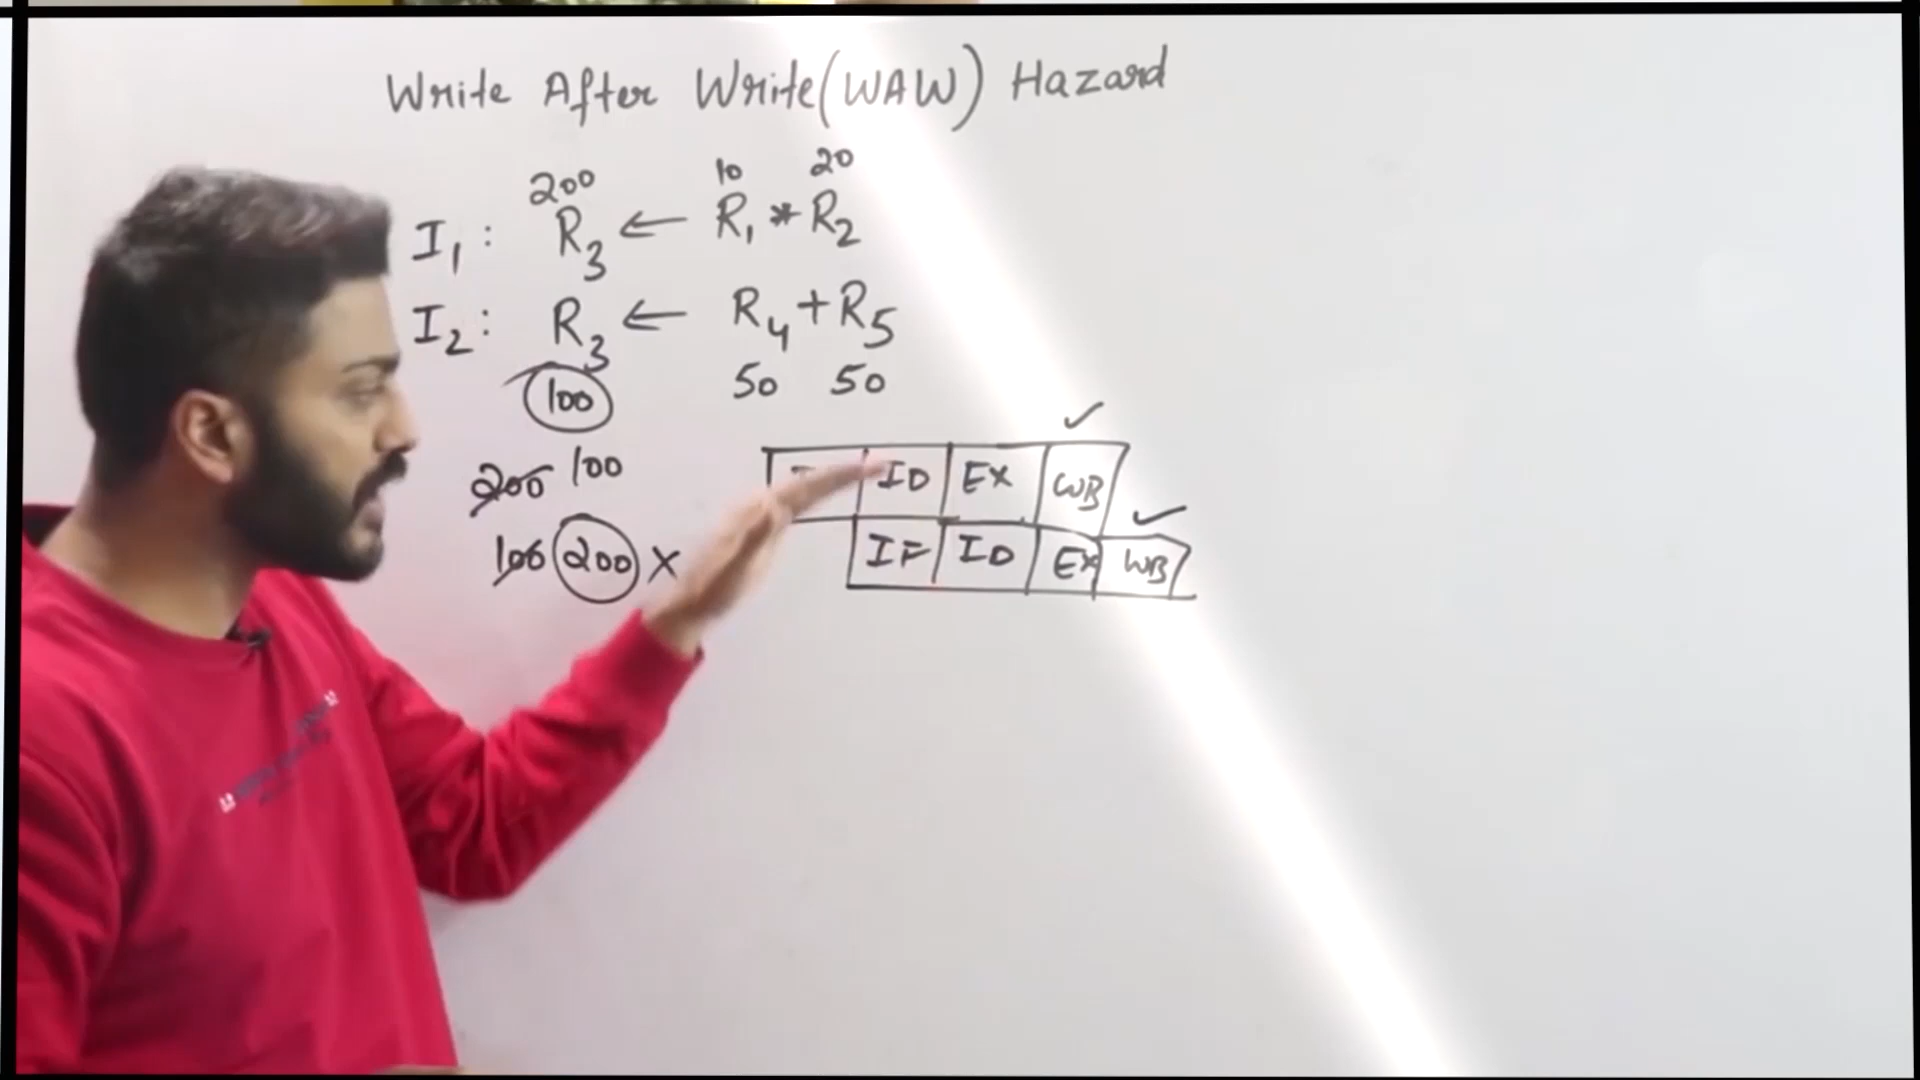 Write After Write (WAW) Hazard
200 10 20
I1: R3 ← R1 * R2
I2: R3 ← R4 + R5
100 50 50
200 100
100 200 X
ID EX WB
IF ID EX WB